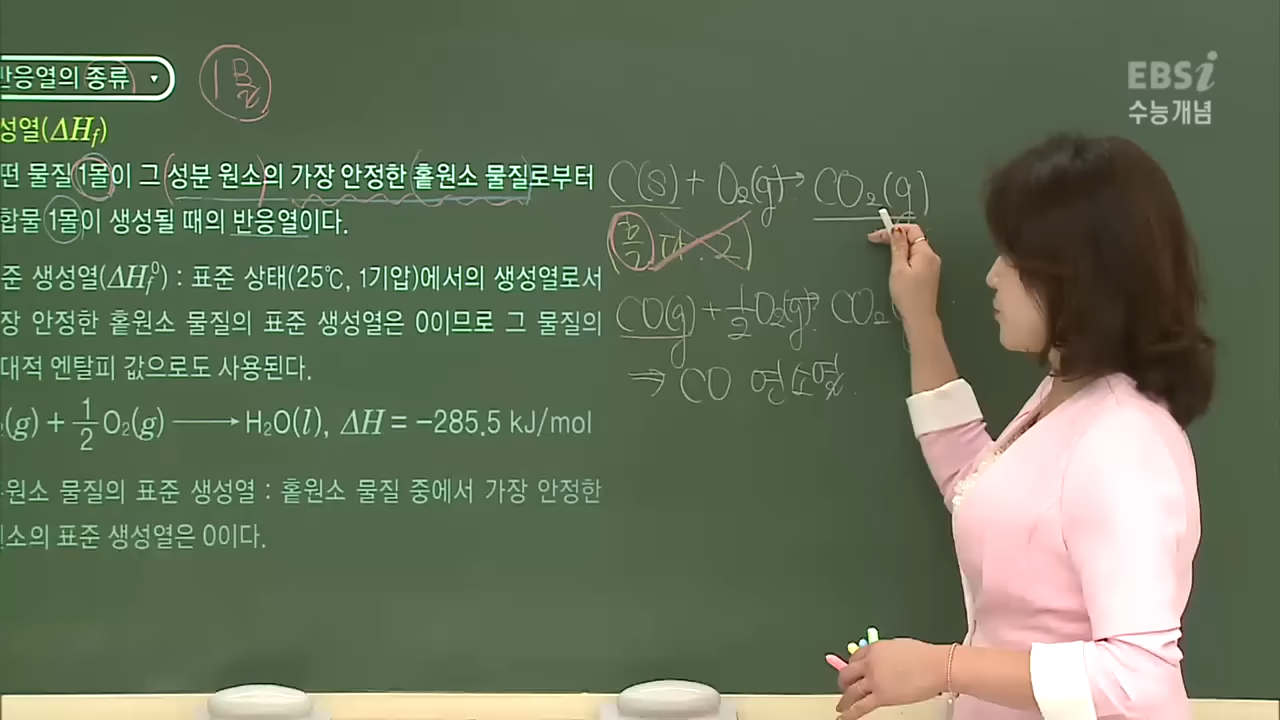 반응열의 종류 ▾
1몰
EBSi
수능개념
성열(ΔH_f)
떤 물질 1몰이 그 성분 원소의 가장 안정한 홑원소 물질로부터
합물 1몰이 생성될 때의 반응열이다.
준 생성열(ΔH_f^0) : 표준 상태(25℃, 1기압)에서의 생성열로서
장 안정한 홑원소 물질의 표준 생성열은 0이므로 그 물질의
대적 엔탈피 값으로도 사용된다.
(g) + 1/2 O₂(g) ⟶ H₂O(l), ΔH = −285.5 kJ/mol
원소 물질의 표준 생성열 : 홑원소 물질 중에서 가장 안정한
소의 표준 생성열은 0이다.
C(s) + O₂(g) → CO₂(g)
CO(g) + 1/2 O₂(g) → CO₂
⇒ CO 연소열.